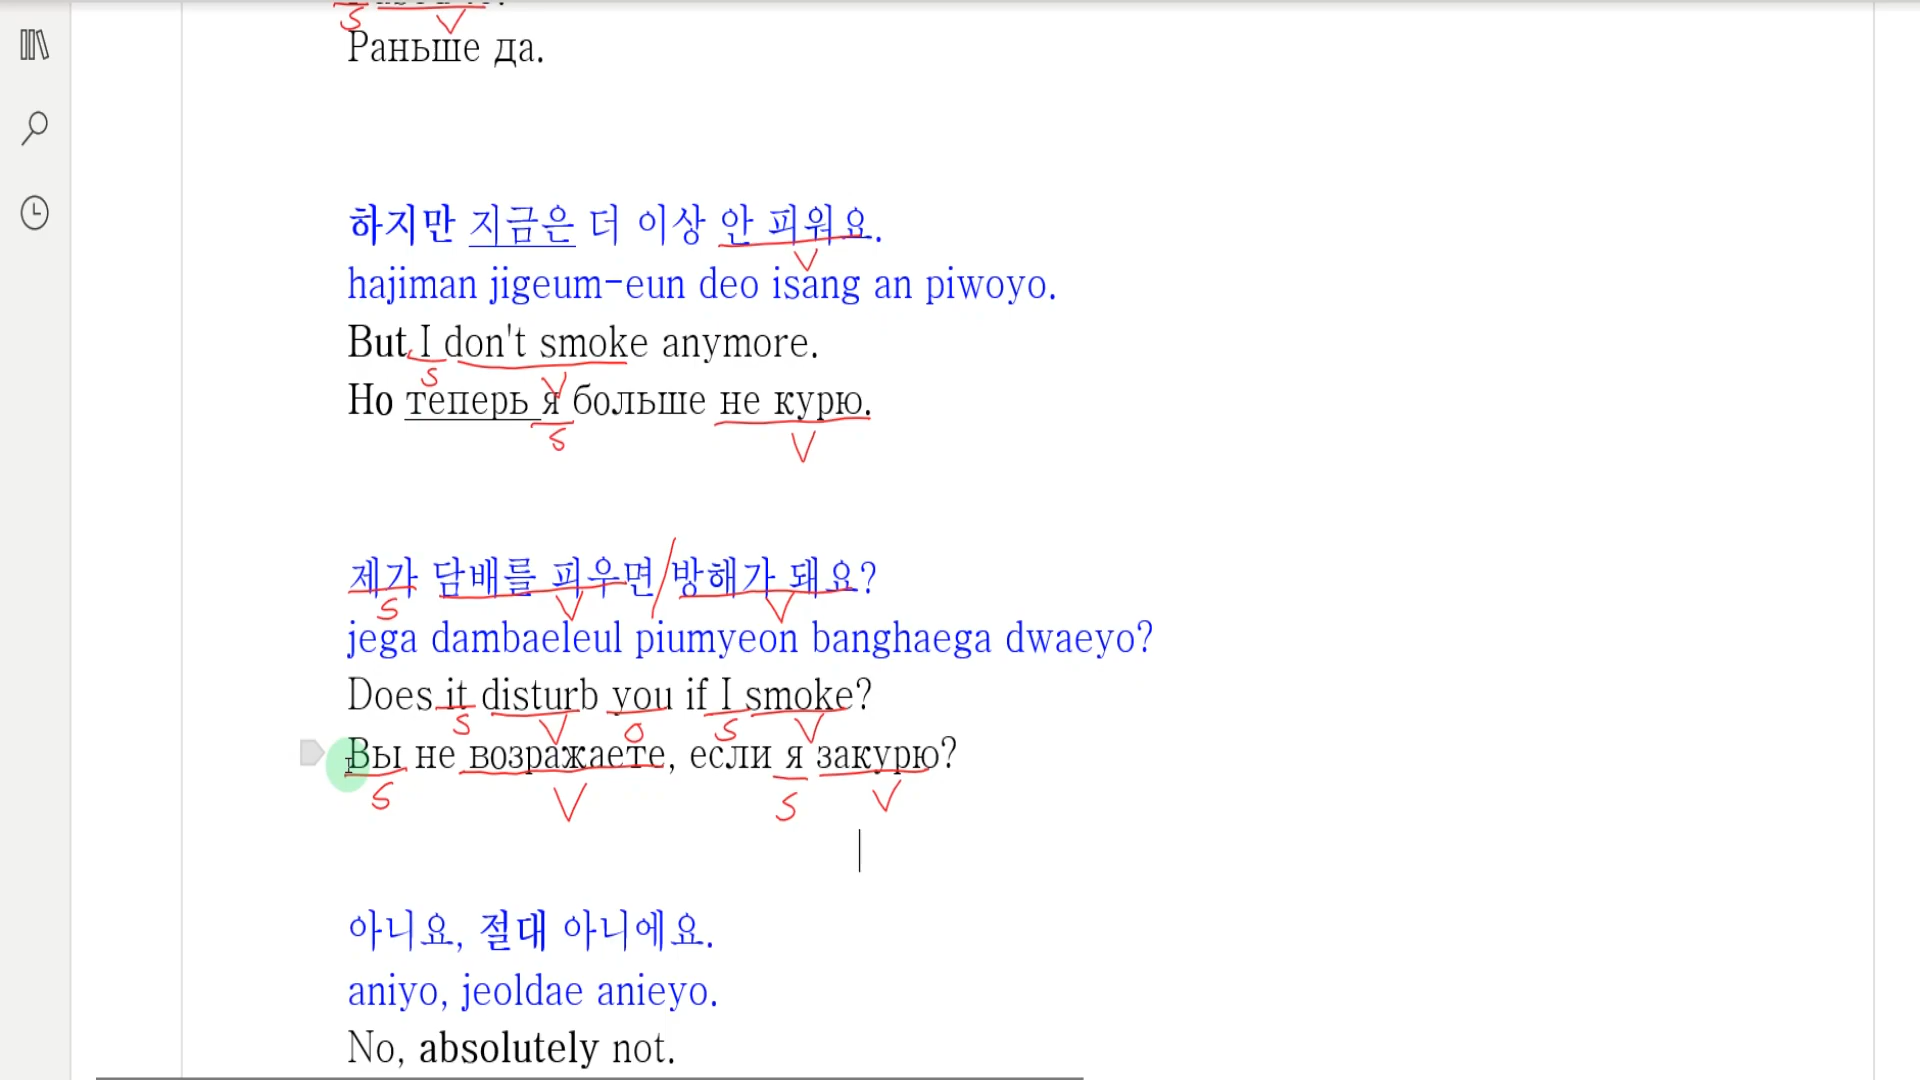 S V
Раньше да.
하지만 지금은 더 이상 안 피워요.
V
hajiman jigeum-eun deo isang an piwoyo.
But I don't smoke anymore.
S V
Но теперь я больше не курю.
S V
제가 담배를 피우면/방해가 돼요?
S V V
jega dambaeleul piumyeon banghaega dwaeyo?
Does it disturb you if I smoke?
S V O S V
Вы не возражаете, если я закурю?
S V S V
아니요, 절대 아니에요.
aniyo, jeoldae anieyo.
No, absolutely not.